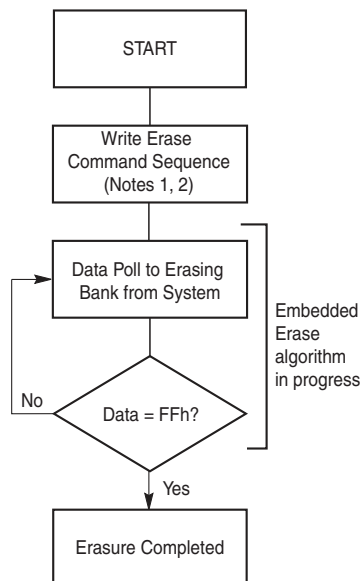 START
Write Erase
Command Sequence
(Notes 1, 2)
Data Poll to Erasing
Bank from System
Embedded
Erase
algorithm
in progress
No
Data = FFh?
Yes
Erasure Completed